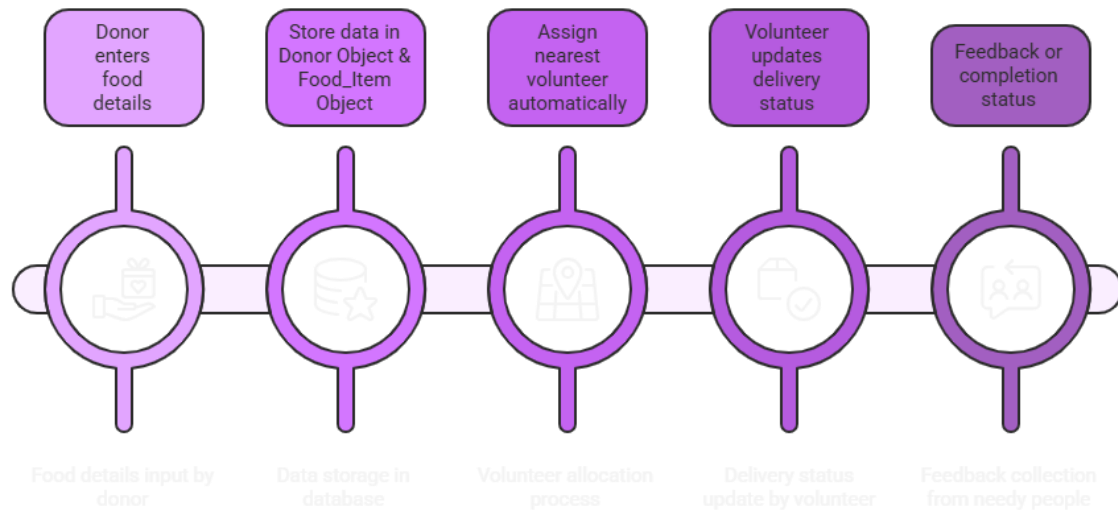 Donor
enters
food
details
Store data in
Donor Object &
Food_Item
Object
Assign
nearest
volunteer
automatically
Volunteer
updates
delivery
status
Feedback or
completion
status
Food details input by
donor
Data storage in
database
Volunteer allocation
process
Delivery status
update by volunteer
Feedback collection
from needy people